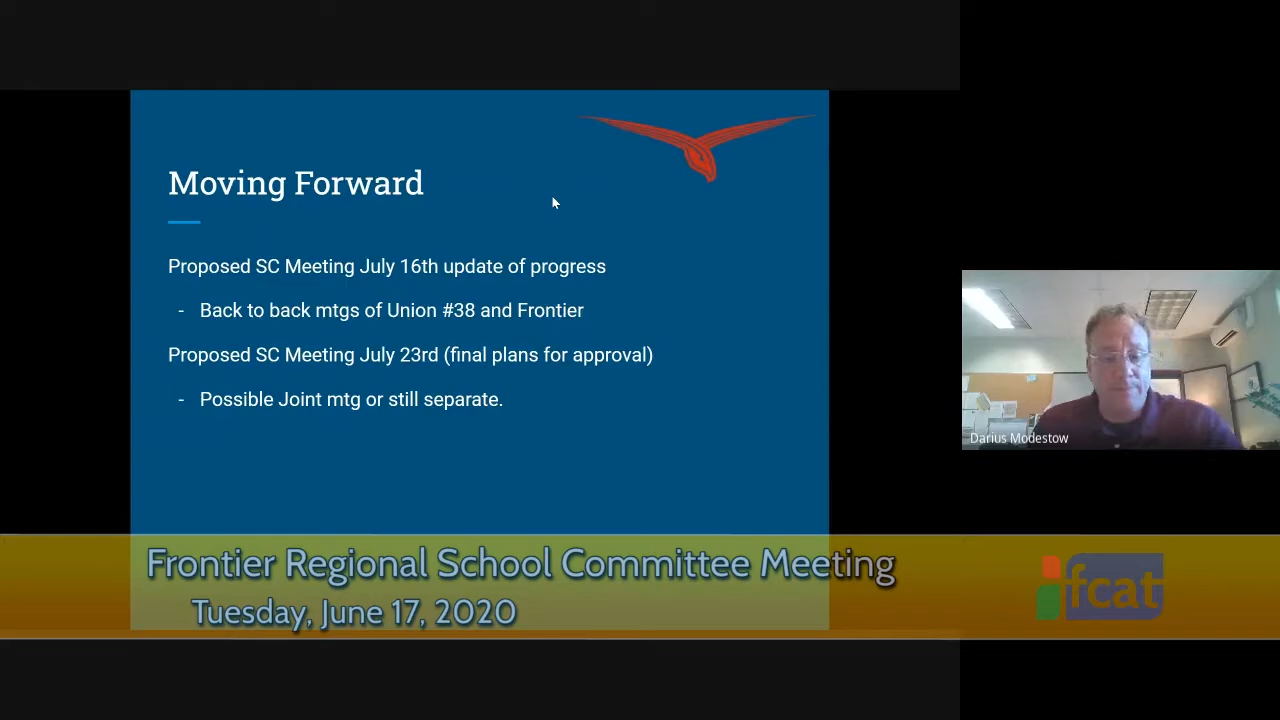 Moving Forward
Proposed SC Meeting July 16th update of progress
- Back to back mtgs of Union #38 and Frontier
Proposed SC Meeting July 23rd (final plans for approval)
- Possible Joint mtg or still separate.
Darius Modestow
Frontier Regional School Committee Meeting
Tuesday, June 17, 2020
fcat